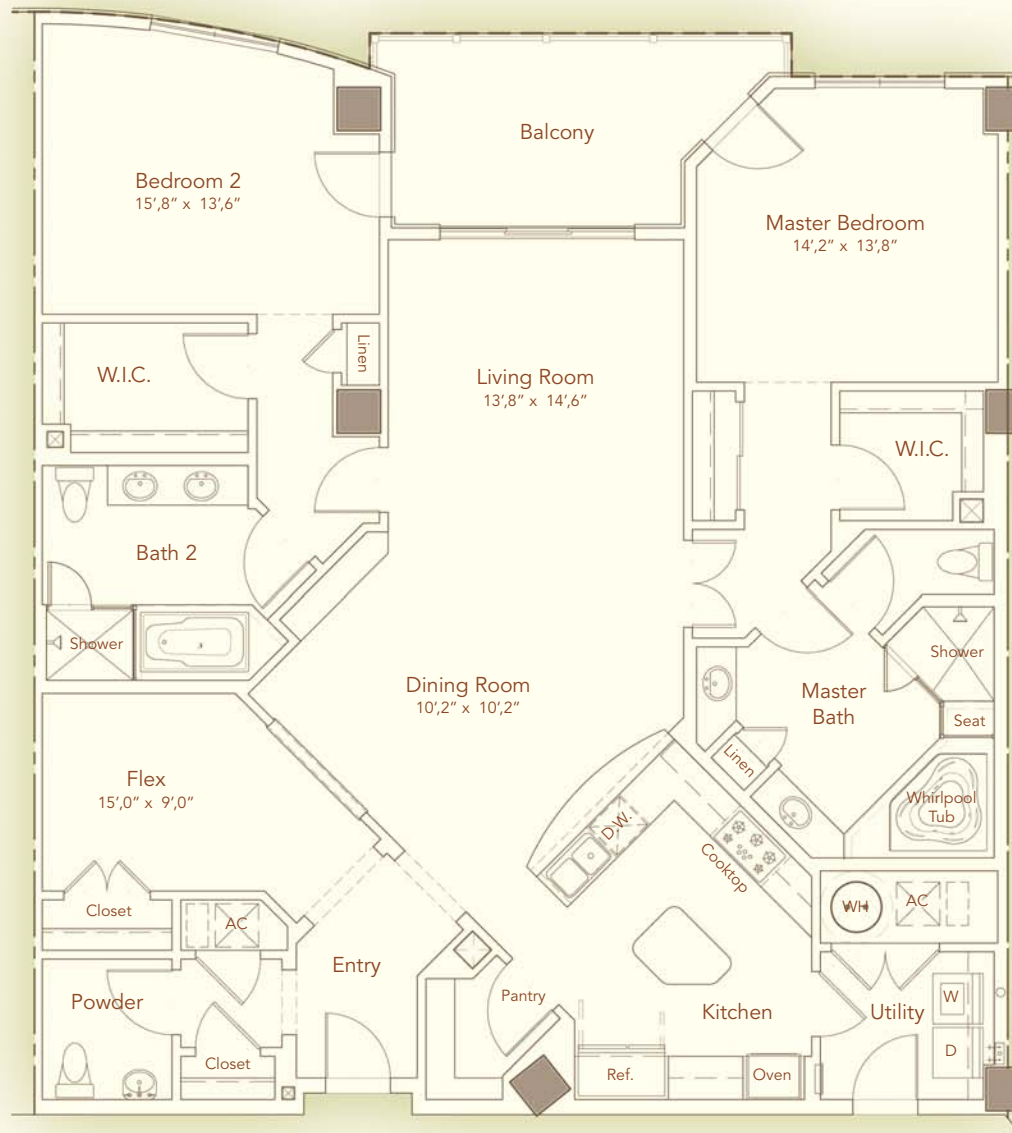 Balcony
Bedroom 2
15’,8” x 13’,6”
Master Bedroom
14’,2” x 13’,8”
Linen
W.I.C.
Living Room
13’,8” x 14’,6”
W.I.C.
Bath 2
Shower
Shower
Dining Room
10’,2” x 10’,2”
Master
Bath
Seat
Linen
Flex
15’,0” x 9’,0”
Whirlpool
Tub
D.W.
Cooktop
Closet
AC
WH
AC
Entry
Powder
Pantry
Kitchen
Utility
W
D
Closet
Ref.
Oven